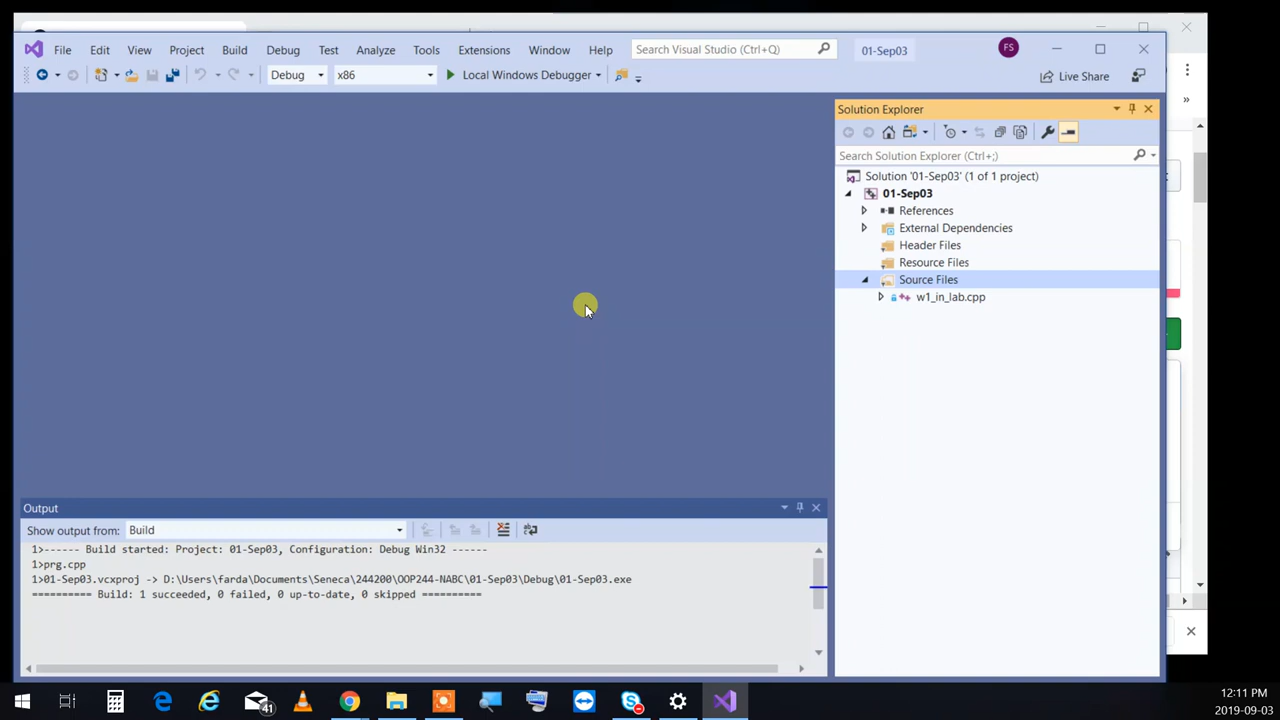 File Edit View Project Build Debug Test Analyze Tools Extensions Window Help Search Visual Studio (Ctrl+Q) 01-Sep03 FS
Debug x86 Local Windows Debugger Live Share
Solution Explorer
Search Solution Explorer (Ctrl+;)
Solution '01-Sep03' (1 of 1 project)
01-Sep03
References
External Dependencies
Header Files
Resource Files
Source Files
w1_in_lab.cpp
Output
Show output from: Build
1>------ Build started: Project: 01-Sep03, Configuration: Debug Win32 ------
1>prg.cpp
1>01-Sep03.vcxproj -> D:\Users\farda\Documents\Seneca\244200\OOP244-NABC\01-Sep03\Debug\01-Sep03.exe
========== Build: 1 succeeded, 0 failed, 0 up-to-date, 0 skipped ==========
41
12:11 PM
2019-09-03